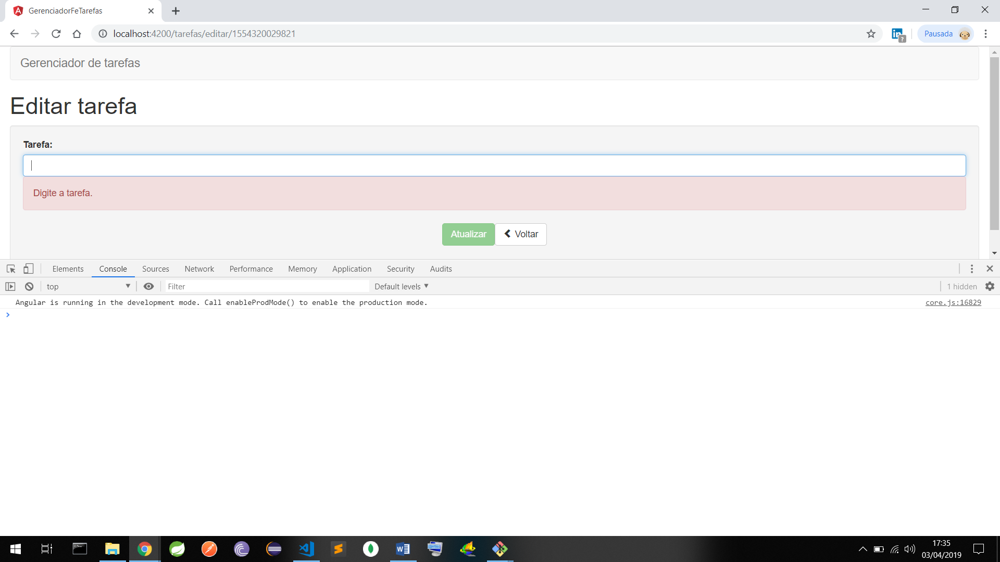 GerenciadorFeTarefas
localhost:4200/tarefas/editar/1554320029821
in
?
Pausada
Gerenciador de tarefas
Editar tarefa
Tarefa:
Digite a tarefa.
Atualizar
Voltar
Elements Console Sources Network Performance Memory Application Security Audits
top Filter Default levels 1 hidden
Angular is running in the development mode. Call enableProdMode() to enable the production mode. core.js:16829
17:35
03/04/2019